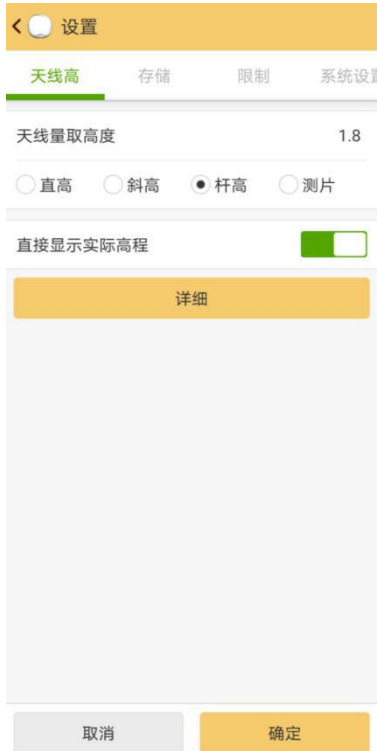 设置
天线高 存储 限制 系统设
天线量取高度 1.8
直高 斜高 杆高 测片
直接显示实际高程
详细
取消 确定